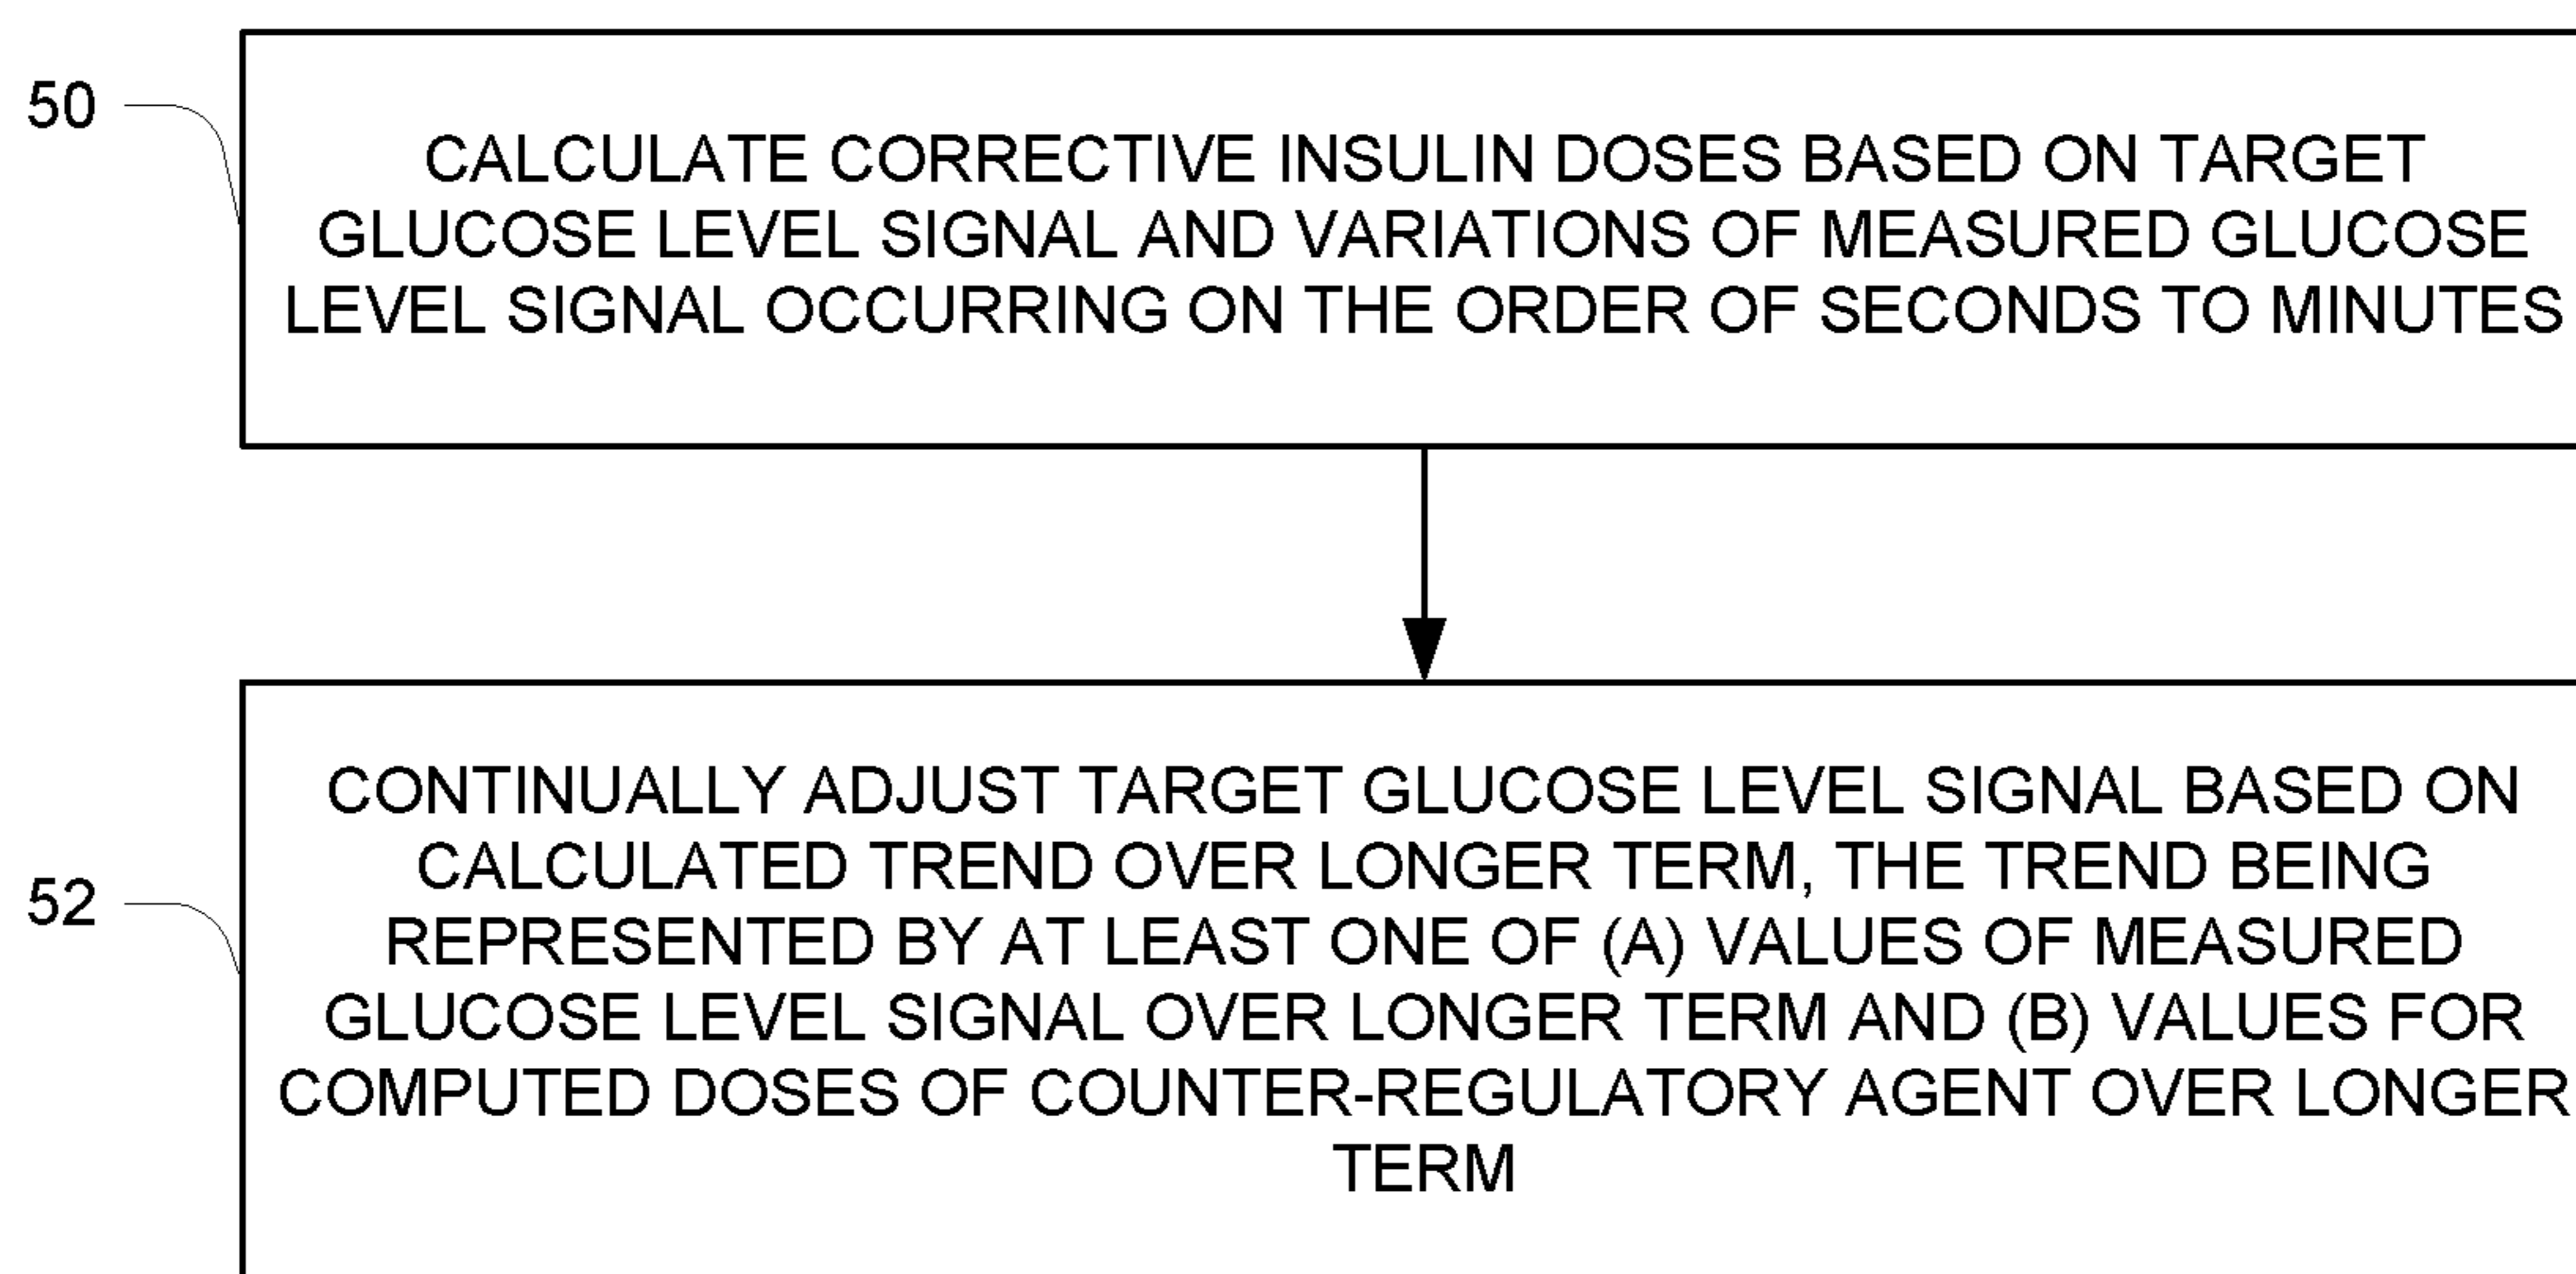 50
CALCULATE CORRECTIVE INSULIN DOSES BASED ON TARGET
GLUCOSE LEVEL SIGNAL AND VARIATIONS OF MEASURED GLUCOSE
LEVEL SIGNAL OCCURRING ON THE ORDER OF SECONDS TO MINUTES
52
CONTINUALLY ADJUST TARGET GLUCOSE LEVEL SIGNAL BASED ON
CALCULATED TREND OVER LONGER TERM, THE TREND BEING
REPRESENTED BY AT LEAST ONE OF (A) VALUES OF MEASURED
GLUCOSE LEVEL SIGNAL OVER LONGER TERM AND (B) VALUES FOR
COMPUTED DOSES OF COUNTER-REGULATORY AGENT OVER LONGER
TERM